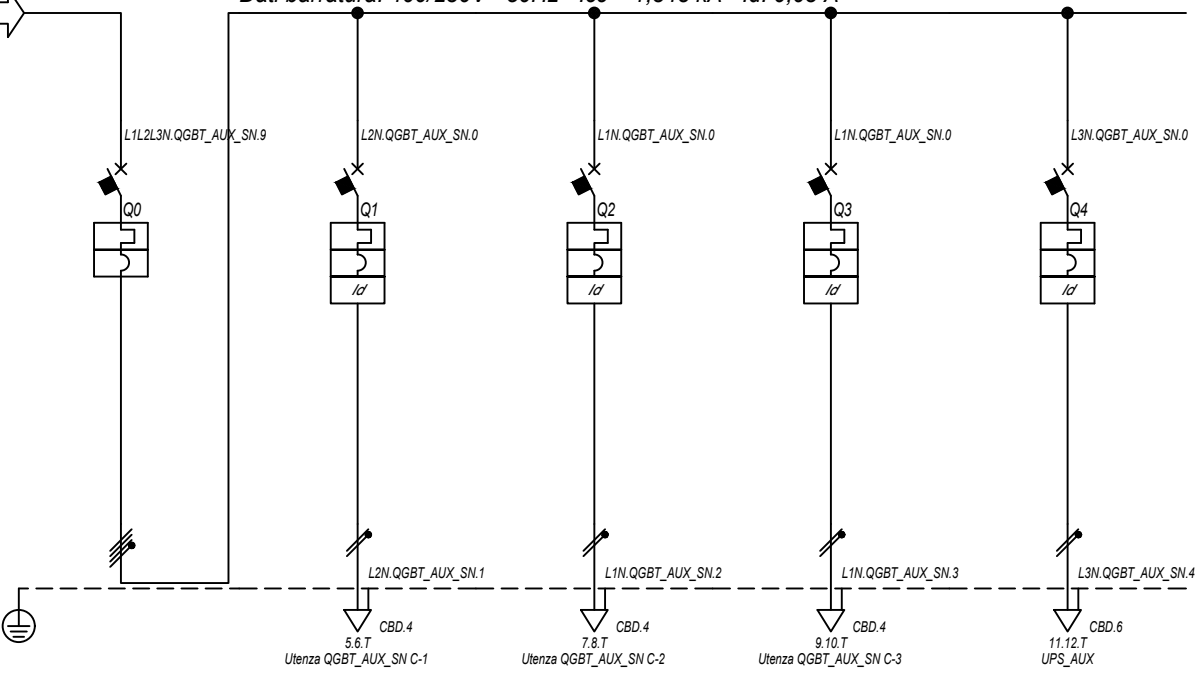 L1L2L3N.QGBT_AUX_SN.9
L2N.QGBT_AUX_SN.0
L1N.QGBT_AUX_SN.0
L1N.QGBT_AUX_SN.0
L3N.QGBT_AUX_SN.0
Q0
Q1
Q2
Q3
Q4
Id
Id
Id
Id
L2N.QGBT_AUX_SN.1
L1N.QGBT_AUX_SN.2
L1N.QGBT_AUX_SN.3
L3N.QGBT_AUX_SN.4
CBD.4
CBD.4
CBD.4
CBD.6
5.6.T
7.8.T
9.10.T
11.12.T
Utenza QGBT_AUX_SN C-1
Utenza QGBT_AUX_SN C-2
Utenza QGBT_AUX_SN C-3
UPS_AUX